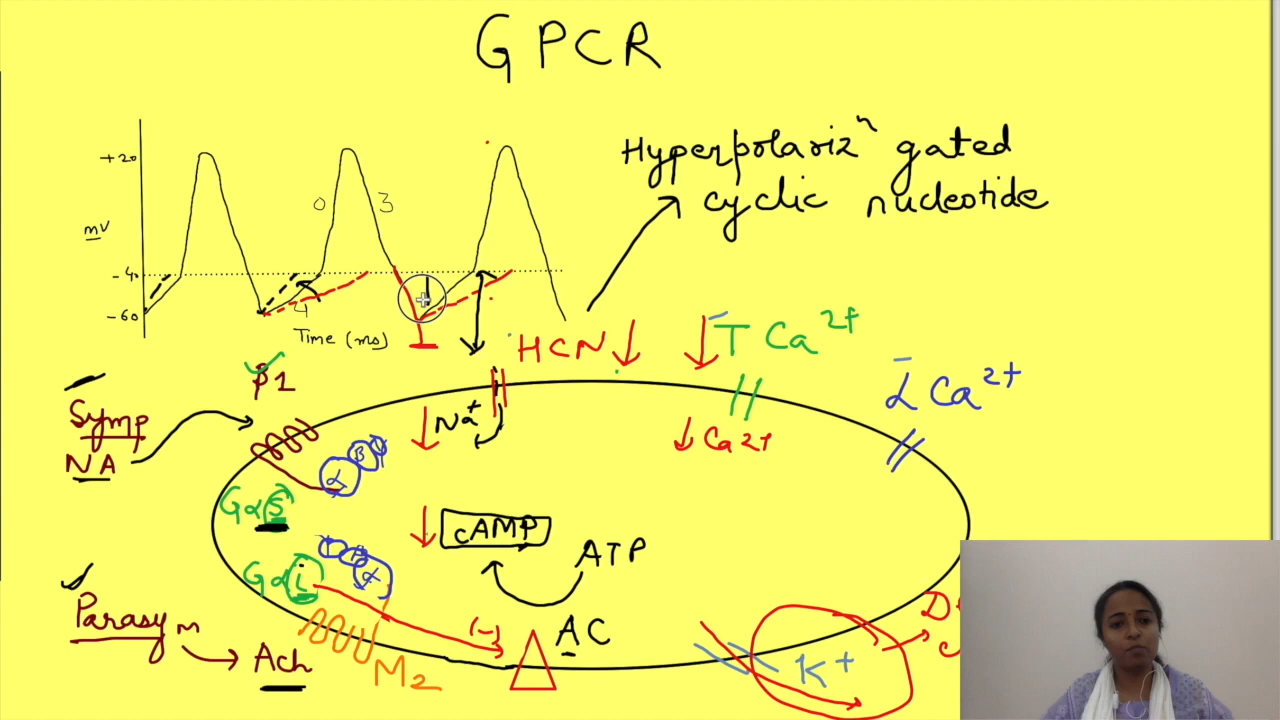 GPCR
+20
mV
-40
-60
0
3
4
Time (ms)
Hyperpolarizⁿ gated
cyclic nucleotide
I
HCN
T Ca²⁺
L Ca²⁺
β1
Symp
NA
Na⁺
Ca²⁺
α β γ
Gαs
cAMP
ATP
Gαi
α
Parasym
Ach
M₂
(-)
AC
K⁺